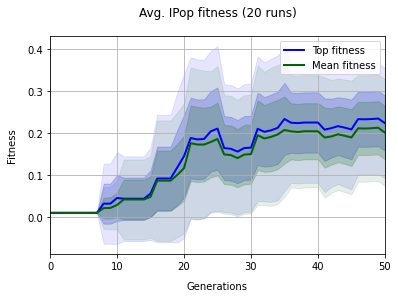 Avg. IPop fitness (20 runs)
Top fitness
Mean fitness
Fitness
0.4
0.3
0.2
0.1
0.0
0 10 20 30 40 50
Generations